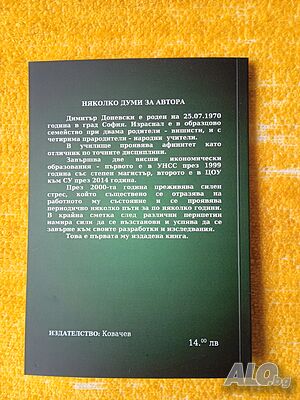 НЯКОЛКО ДУМИ ЗА АВТОРА
Димитър Доневски е роден на 25.07.1970
година в град София. Израснал е в образцово
семейство при двама родители - висшисти, и с
четирима прародители - народни учители.
В училище проявява афинитет като
отличник по точните дисциплини.
Завършва две висши икономически
образования - първото е в УНСС през 1999
година със степен магистър, второто в ЦОУ
към СУ през 2014 година.
През 2000-та година преживява силен
стрес, който съществено се отразява на
работното му състояние и се проявява
периодично няколко пъти за по няколко години.
В крайна сметка след различни перипетии
намира сили да се възстанови и успява да се
завърне към своите разработки и изследвания.
Това е първата му издадена книга.
ИЗДАТЕЛСТВО: Ковачев
14.00 лв
ALO.bg